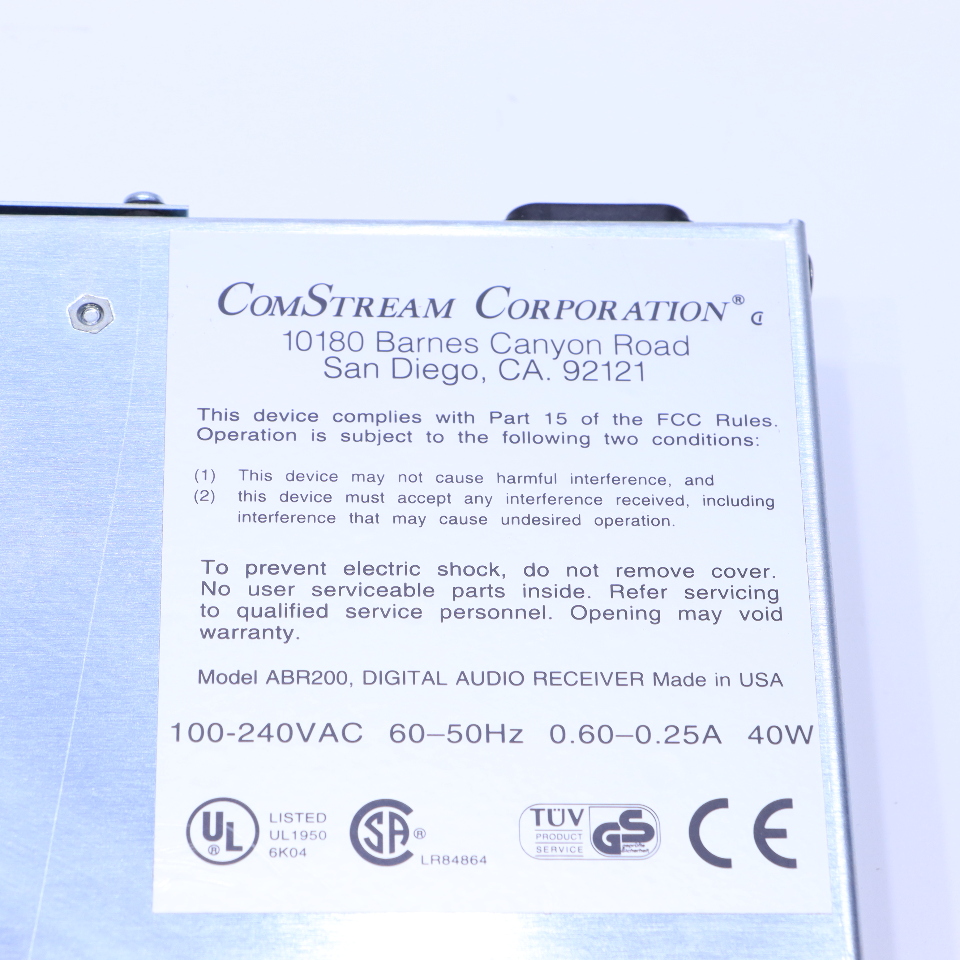 COMSTREAM CORPORATION®
10180 Barnes Canyon Road
San Diego, CA. 92121
This device complies with Part 15 of the FCC Rules.
Operation is subject to the following two conditions:
(1) This device may not cause harmful interference, and
(2) this device must accept any interference received, including
interference that may cause undesired operation.
To prevent electric shock, do not remove cover.
No user serviceable parts inside. Refer servicing
to qualified service personnel. Opening may void
warranty.
Model ABR200, DIGITAL AUDIO RECEIVER Made in USA
100-240VAC 60–50Hz 0.60–0.25A 40W
UL® LISTED
UL1950
6K04
SA®
LR84864
TÜV
PRODUCT
SERVICE
GS
CE